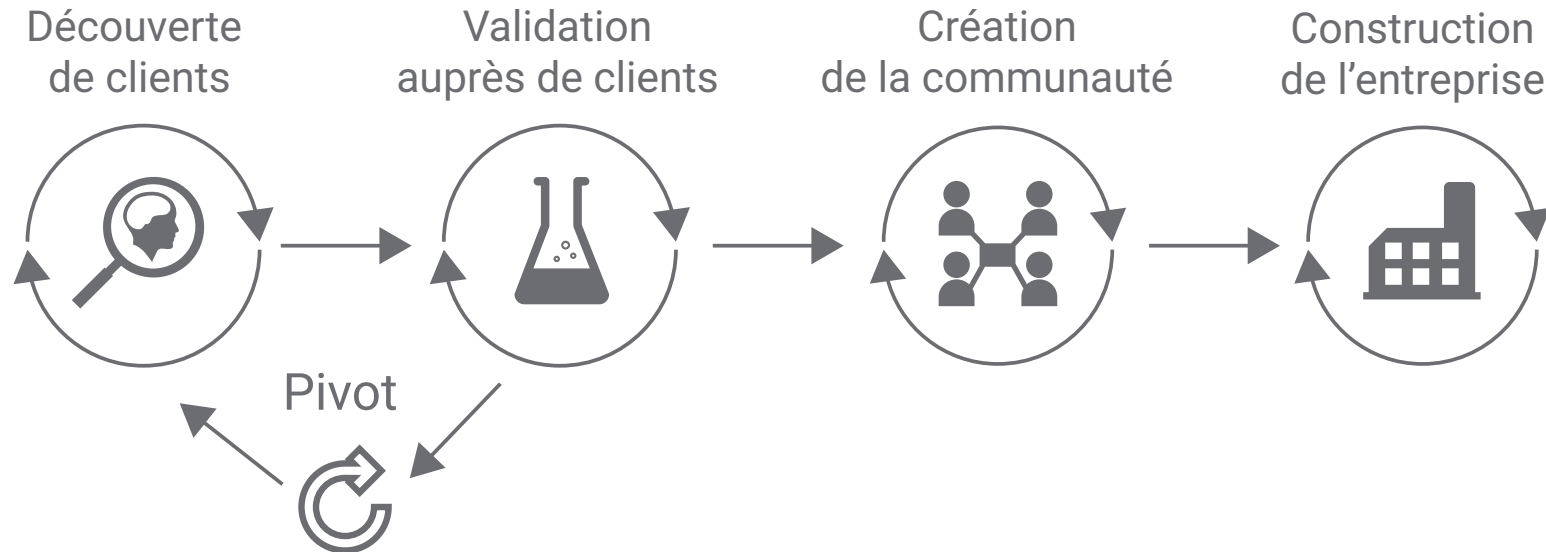 Découverte
de clients
Validation
auprès de clients
Création
de la communauté
Construction
de l’entreprise
Pivot